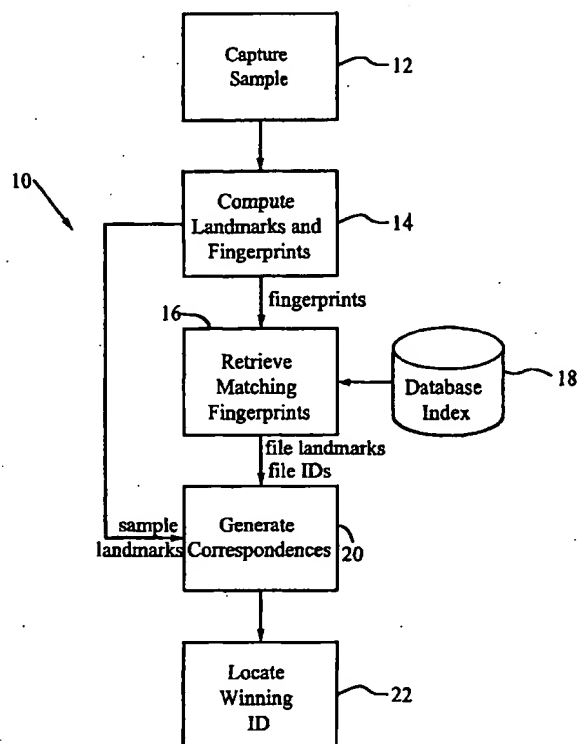 Capture
Sample
12
10
Compute
Landmarks and
Fingerprints
14
fingerprints
16
Retrieve
Matching
Fingerprints
Database
Index
18
file landmarks
file IDs
sample
landmarks
Generate
Correspondences
20
Locate
Winning
ID
22